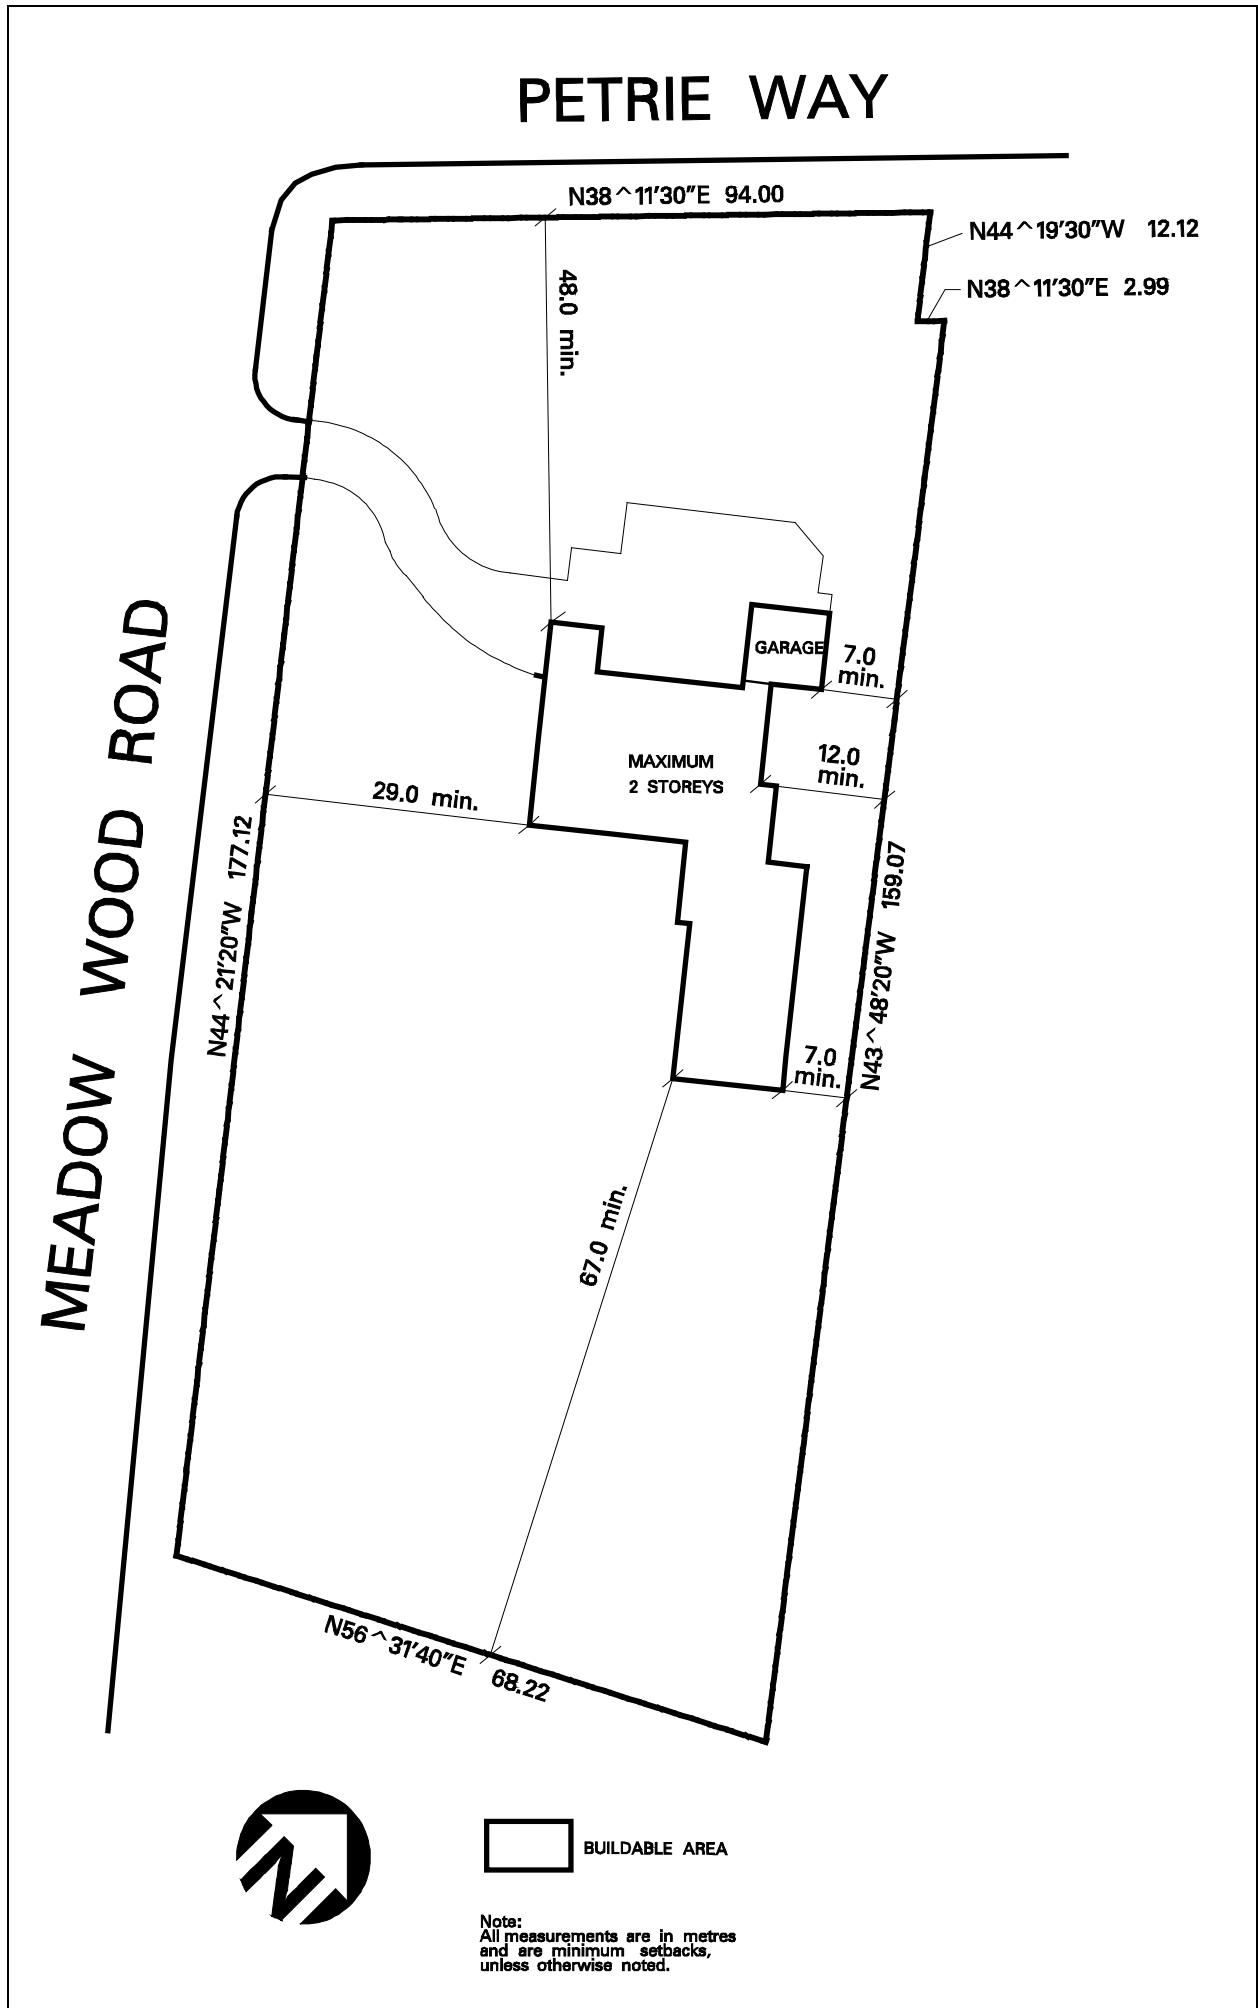 PETRIE WAY
N38^11'30"E 94.00
N44^19'30"W 12.12
N38^11'30"E 2.99
48.0 min.
GARAGE
7.0
min.
MAXIMUM
2 STOREYS
12.0
min.
29.0 min.
MEADOW WOOD ROAD
N44^21'20"W 177.12
N43^48'20"W 159.07
7.0
min.
67.0 min.
N56^31'40"E 68.22
N
BUILDABLE AREA
Note:
All measurements are in metres
and are minimum setbacks,
unless otherwise noted.